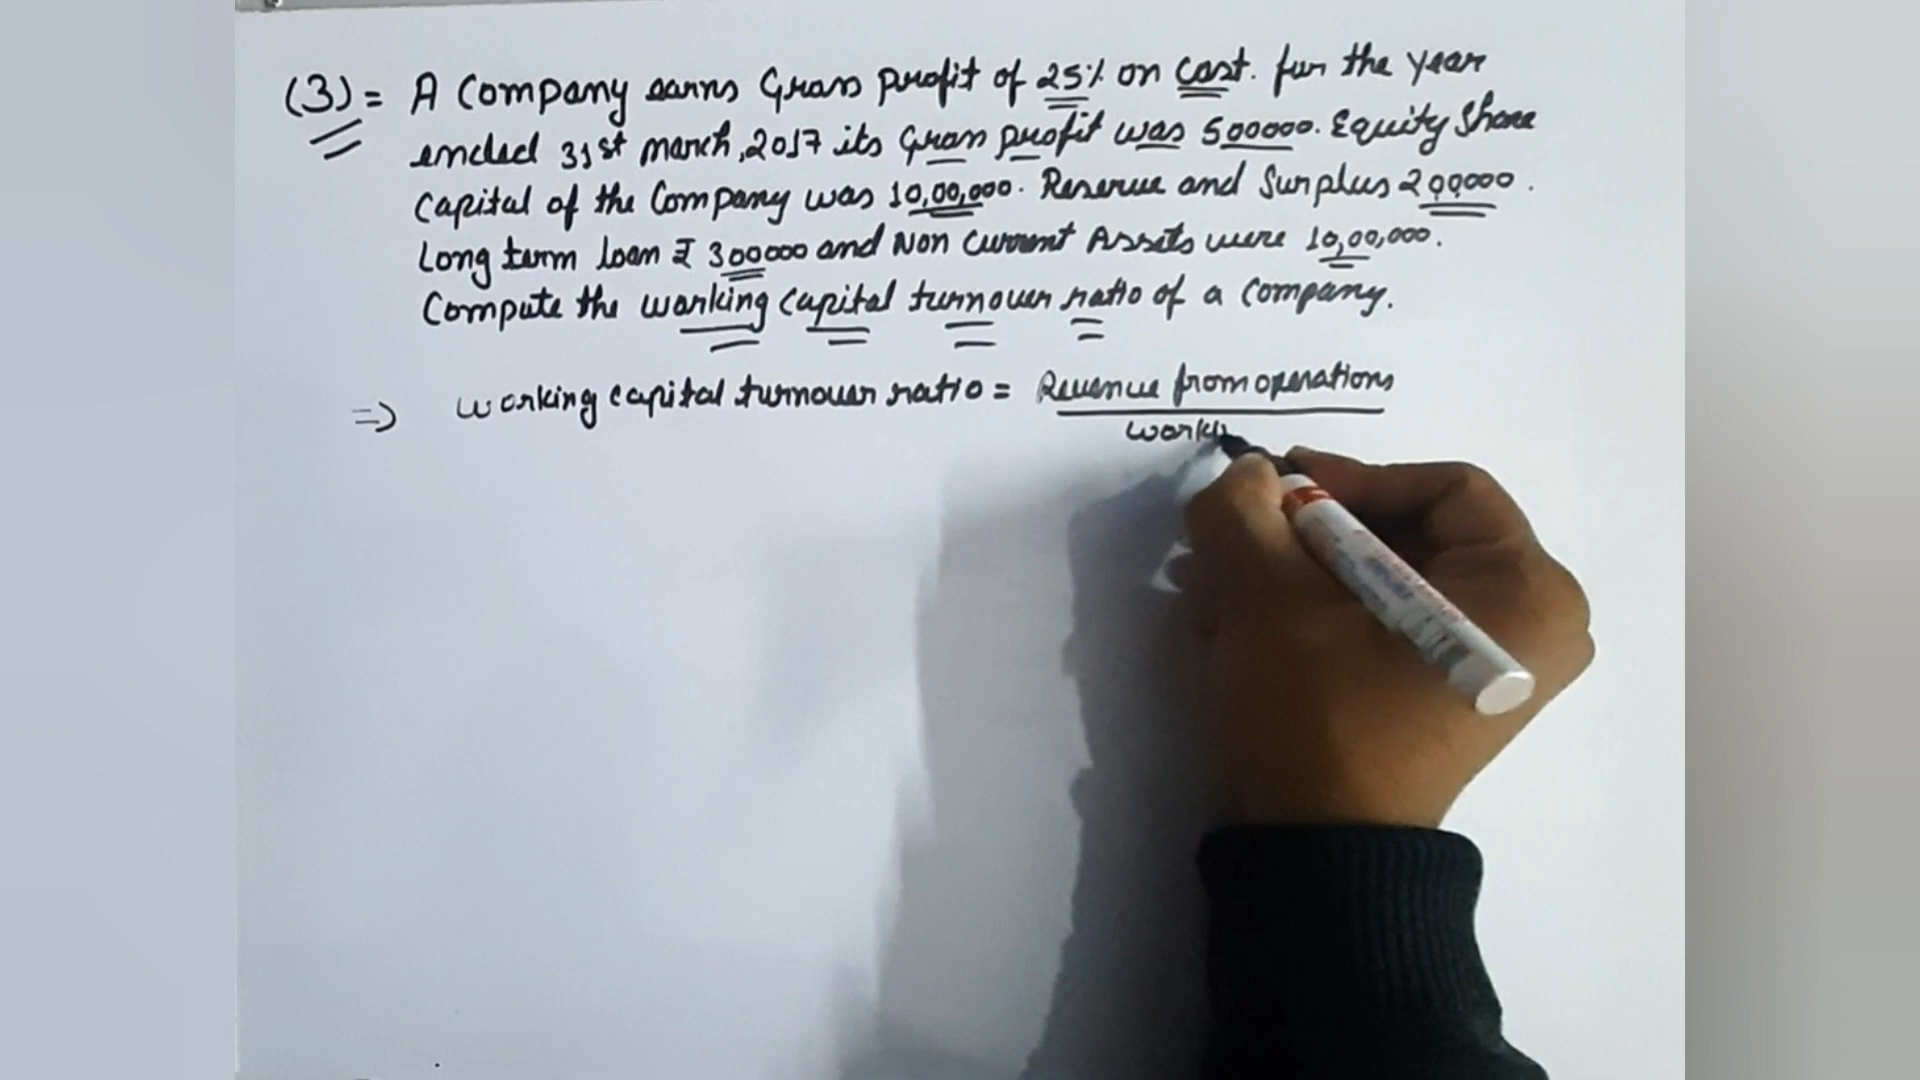 (3) = A Company earns Gross profit of 25% on cost. for the year
ended 31st march, 2017 its Gross profit was 500000. Equity Share
capital of the Company was 10,00,000. Reserve and Surplus 200000.
Long term loan ₹ 300000 and Non Current Assets were 10,00,000.
Compute the working capital turnover ratio of a company.
=> working capital turnover ratio = Revenue from operations
worki